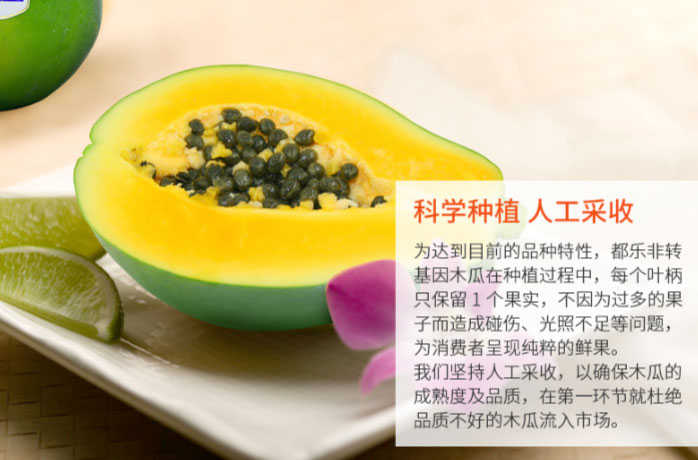 科学种植 人工采收
为达到目前的品种特性，都乐非转
基因木瓜在种植过程中，每个叶柄
只保留 1 个果实，不因为过多的果
子而造成碰伤、光照不足等问题，
为消费者呈现纯粹的鲜果。
我们坚持人工采收，以确保木瓜的
成熟度及品质，在第一环节就杜绝
品质不好的木瓜流入市场。